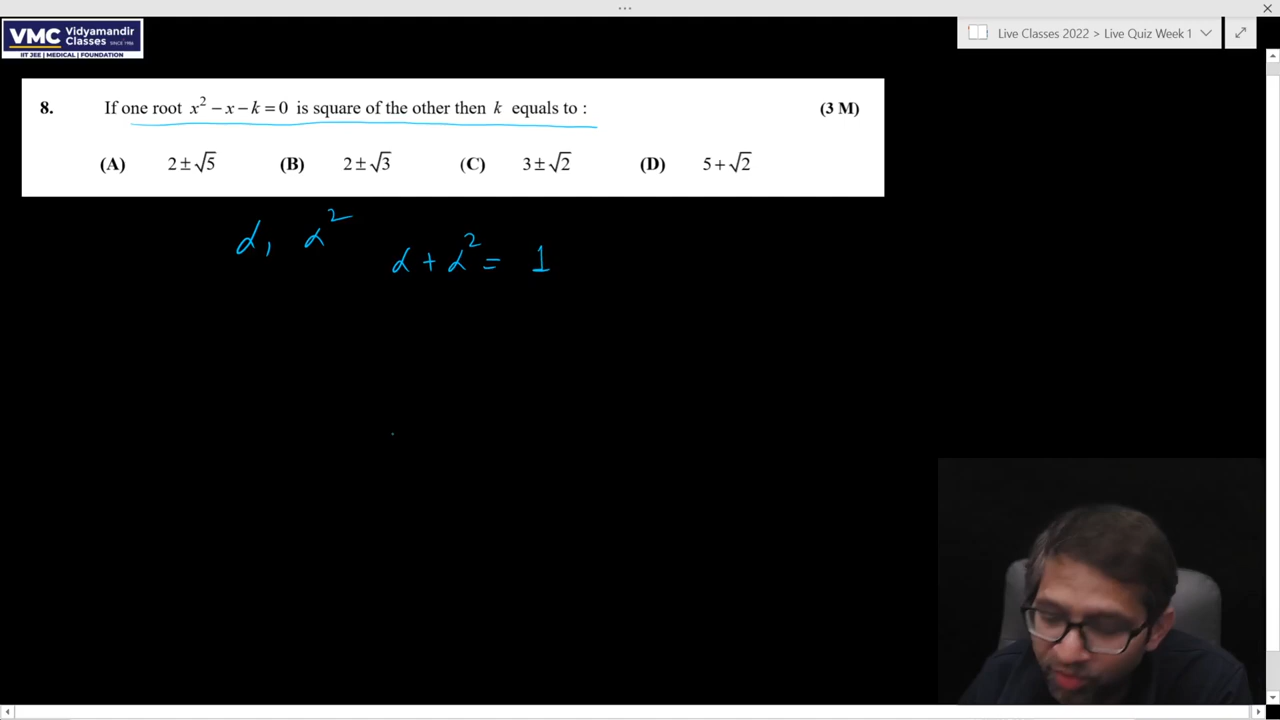 VMC Vidyamandir Classes SINCE 1986
IIT JEE | MEDICAL | FOUNDATION
Live Classes 2022 > Live Quiz Week 1
8. If one root x² − x − k = 0 is square of the other then k equals to : (3 M)
(A) 2 ± √5 (B) 2 ± √3 (C) 3 ± √2 (D) 5 + √2
α, α²
α + α² = 1